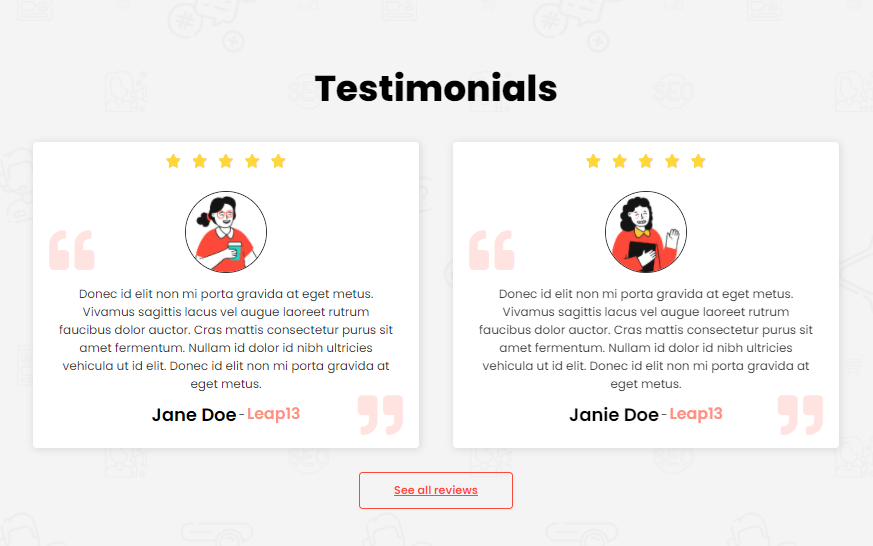 Testimonials
Donec id elit non mi porta gravida at eget metus.
Vivamus sagittis lacus vel augue laoreet rutrum
faucibus dolor auctor. Cras mattis consectetur purus sit
amet fermentum. Nullam id dolor id nibh ultricies
vehicula ut id elit. Donec id elit non mi porta gravida at
eget metus.
Jane Doe - Leap13
Donec id elit non mi porta gravida at eget metus.
Vivamus sagittis lacus vel augue laoreet rutrum
faucibus dolor auctor. Cras mattis consectetur purus sit
amet fermentum. Nullam id dolor id nibh ultricies
vehicula ut id elit. Donec id elit non mi porta gravida at
eget metus.
Janie Doe - Leap13
See all reviews
SEO
SEO
SEO